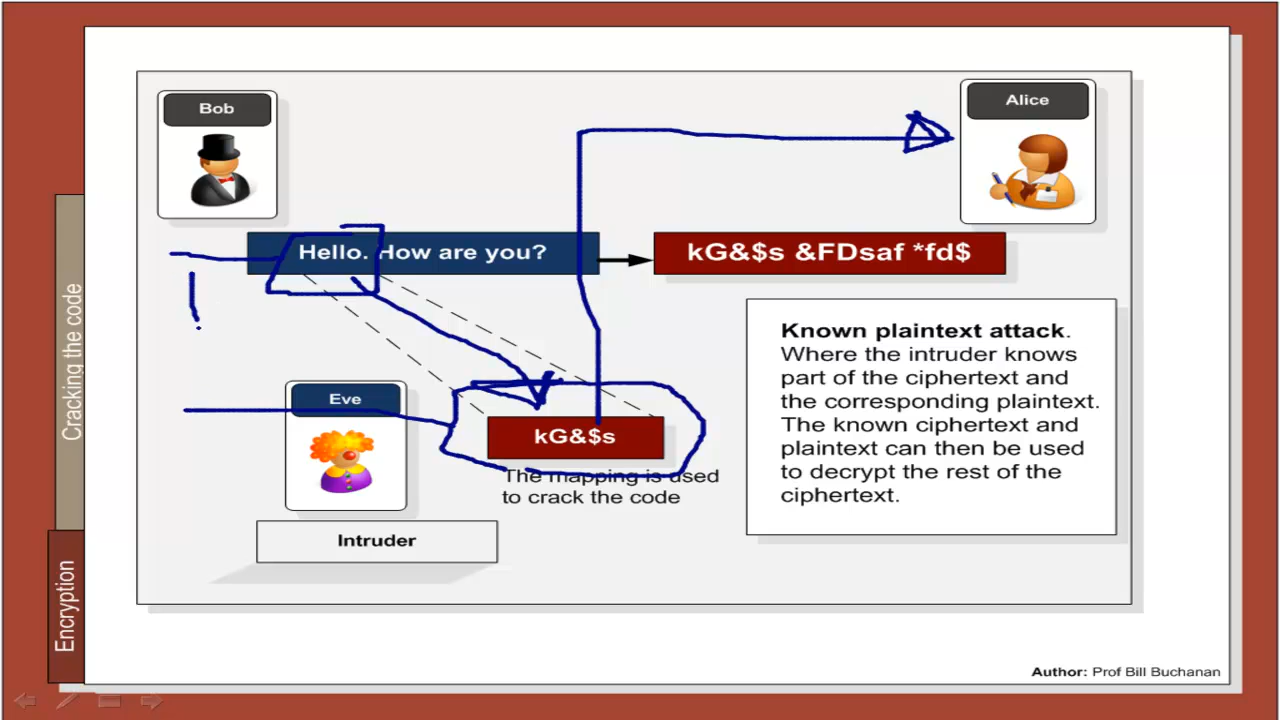 Bob
Alice
Hello. How are you?
kG&$s &FDsaf *fd$
Known plaintext attack.
Where the intruder knows
part of the ciphertext and
the corresponding plaintext.
The known ciphertext and
plaintext can then be used
to decrypt the rest of the
ciphertext.
Eve
kG&$s
The mapping is used
to crack the code
Intruder
Cracking the code
Encryption
Author: Prof Bill Buchanan